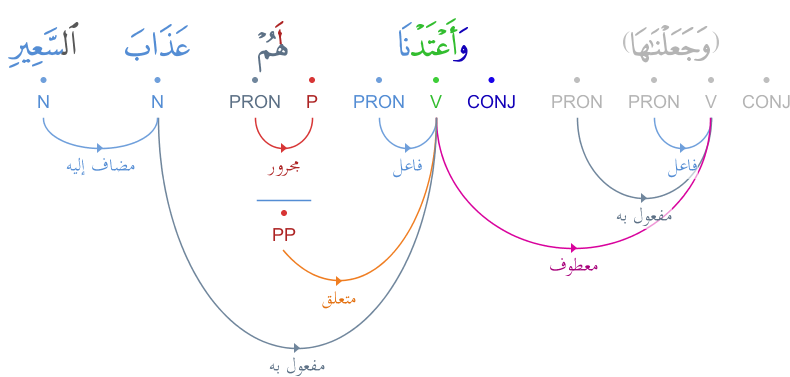 (وَجَعَلْنَٰهَا) وَأَعْتَدْنَا لَهُمْ عَذَابَ ٱلسَّعِيرِ
N N PRON P PRON V CONJ PRON PRON V CONJ
مضاف إليه مجرور فاعل فاعل
مفعول به
PP
معطوف
متعلق
مفعول به